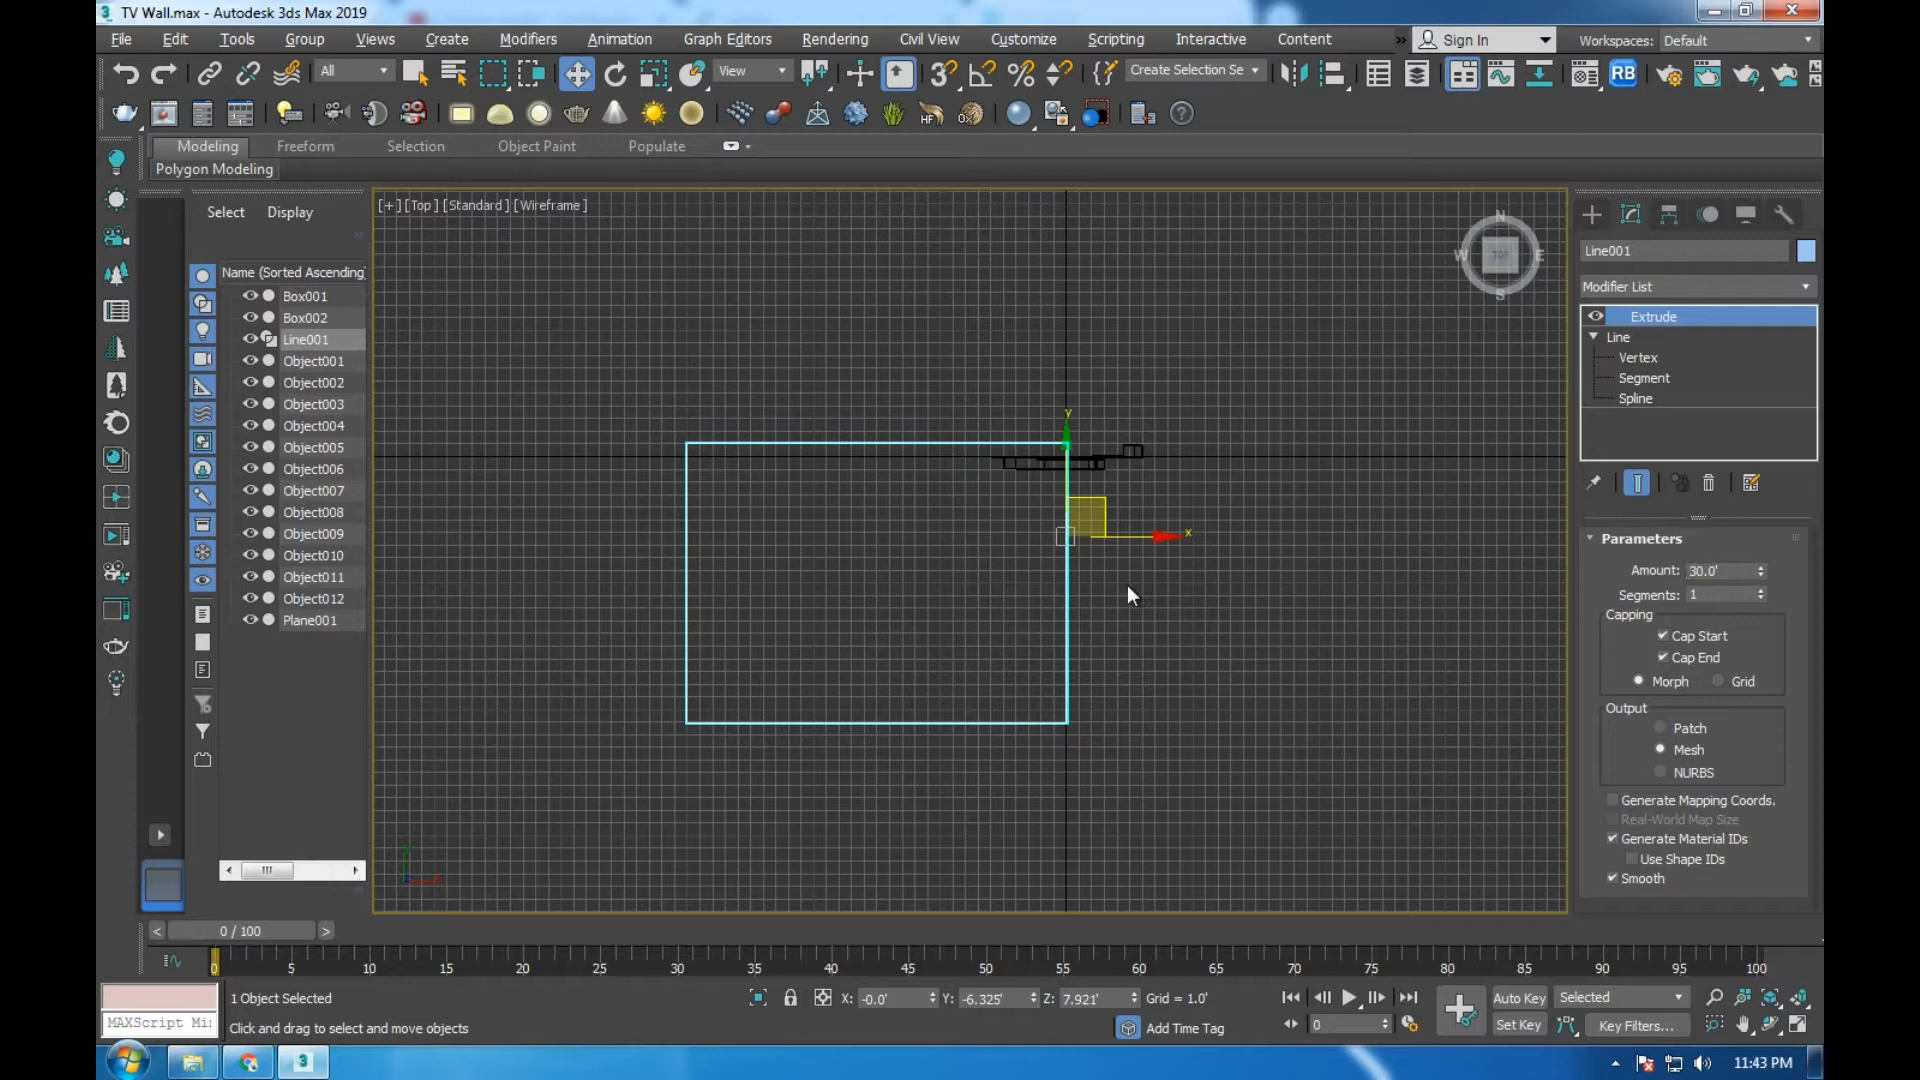 TV Wall.max - Autodesk 3ds Max 2019
File Edit Tools Group Views Create Modifiers Animation Graph Editors Rendering Civil View Customize Scripting Interactive Content » Sign In Workspaces: Default
All View Create Selection Se RB
HF
Modeling Freeform Selection Object Paint Populate
Polygon Modeling
Select Display
Name (Sorted Ascending)
Box001
Box002
Line001
Object001
Object002
Object003
Object004
Object005
Object006
Object007
Object008
Object009
Object010
Object011
Object012
Plane001
[+] [Top ] [Standard ] [Wireframe ]
N
W E
S
TOP
y
x
Line001
Modifier List
Extrude
Line
Vertex
Segment
Spline
Parameters
Amount: 30.0'
Segments: 1
Capping
Cap Start
Cap End
Morph Grid
Output
Patch
Mesh
NURBS
Generate Mapping Coords.
Real-World Map Size
Generate Material IDs
Use Shape IDs
Smooth
< 0 / 100 >
0 5 10 15 20 25 30 35 40 45 50 55 60 65 70 75 80 85 90 95 100
1 Object Selected X: -0.0' Y: -6.325' Z: 7.921' Grid = 1.0' Auto Key Selected
MAXScript Mi Click and drag to select and move objects Add Time Tag 0 Set Key Key Filters...
3 11:43 PM